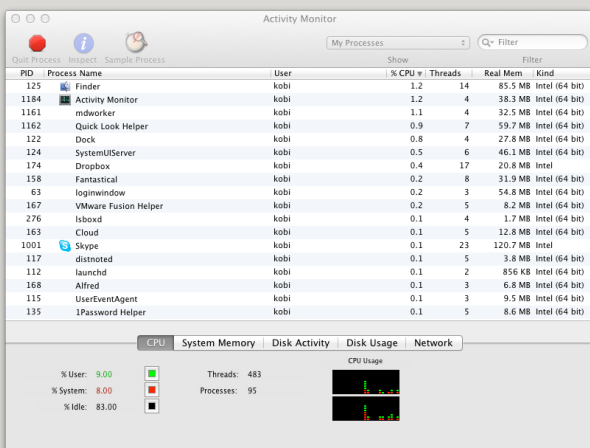 Activity Monitor
Quit Process Inspect Sample Process
My Processes
Show
Filter
Filter
PID Process Name User % CPU Threads Real Mem Kind
125 Finder kobi 1.2 14 85.5 MB Intel (64 bit)
1184 Activity Monitor kobi 1.2 4 38.3 MB Intel (64 bit)
1161 mdworker kobi 1.1 4 32.5 MB Intel (64 bit)
1162 Quick Look Helper kobi 0.9 7 59.7 MB Intel (64 bit)
122 Dock kobi 0.8 4 27.8 MB Intel (64 bit)
124 SystemUIServer kobi 0.5 6 46.1 MB Intel (64 bit)
174 Dropbox kobi 0.4 17 20.8 MB Intel
158 Fantastical kobi 0.2 8 31.9 MB Intel (64 bit)
63 loginwindow kobi 0.2 3 54.8 MB Intel (64 bit)
167 VMware Fusion Helper kobi 0.2 5 8.2 MB Intel (64 bit)
276 lsboxd kobi 0.1 4 1.7 MB Intel (64 bit)
163 Cloud kobi 0.1 5 12.8 MB Intel (64 bit)
1001 Skype kobi 0.1 23 120.7 MB Intel
117 distnoted kobi 0.1 5 3.8 MB Intel (64 bit)
112 launchd kobi 0.1 2 856 KB Intel (64 bit)
168 Alfred kobi 0.1 3 6.8 MB Intel (64 bit)
115 UserEventAgent kobi 0.1 3 9.5 MB Intel (64 bit)
135 1Password Helper kobi 0.1 5 8.6 MB Intel (64 bit)
CPU System Memory Disk Activity Disk Usage Network
CPU Usage
% User: 9.00 Threads: 483
% System: 8.00 Processes: 95
% Idle: 83.00